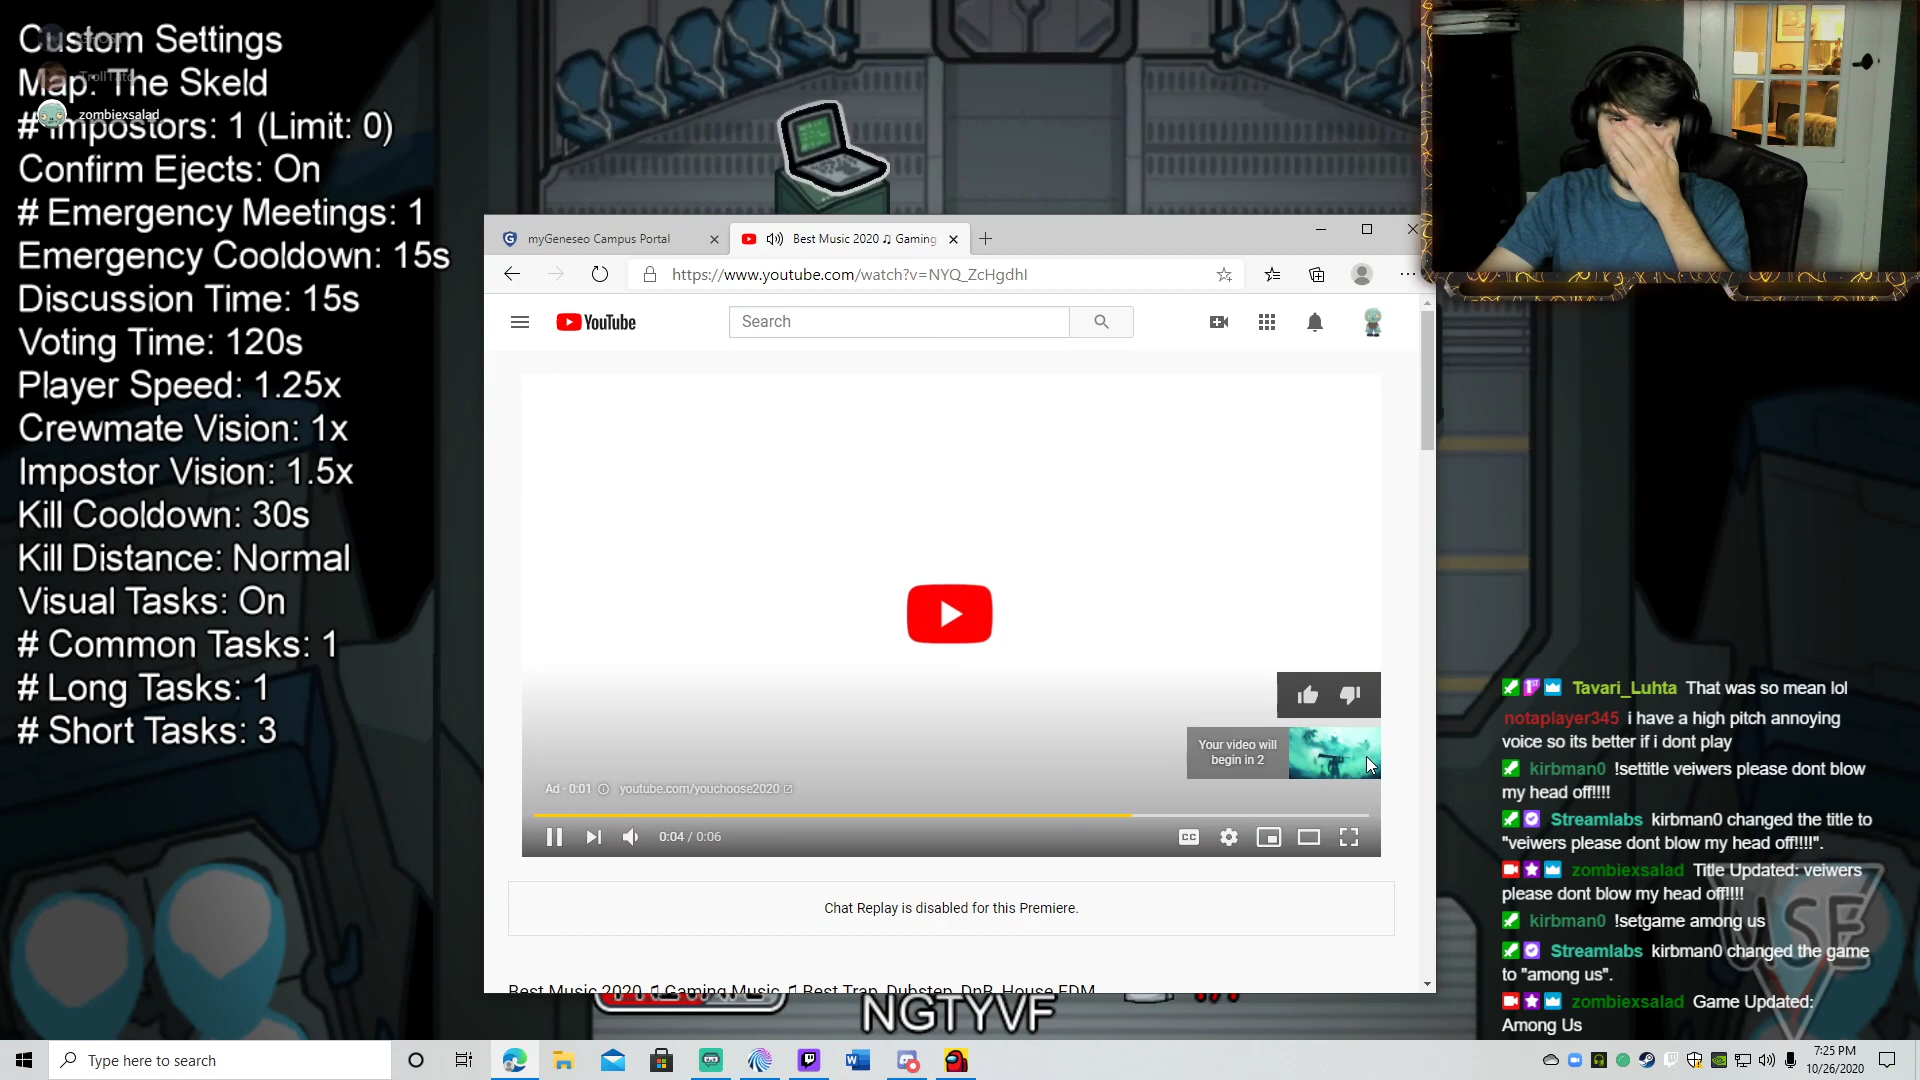 Custom Settings
Map: The Skeld
zombiexsalad
# Impostors: 1 (Limit: 0)
Confirm Ejects: On
# Emergency Meetings: 1
Emergency Cooldown: 15s
Discussion Time: 15s
Voting Time: 120s
Player Speed: 1.25x
Crewmate Vision: 1x
Impostor Vision: 1.5x
Kill Cooldown: 30s
Kill Distance: Normal
Visual Tasks: On
# Common Tasks: 1
# Long Tasks: 1
# Short Tasks: 3
myGeneseo Campus Portal
Best Music 2020 ♫ Gaming
https://www.youtube.com/watch?v=NYQ_ZcHgdhI
YouTube
Search
Your video will
begin in 2
Ad · 0:01 youtube.com/youchoose2020
0:04 / 0:06
CC
Chat Replay is disabled for this Premiere.
Best Music 2020 ♫ Gaming Music ♫ Best Trap, Dubstep, DnB, House EDM
NGTYVF
Tavari_Luhta That was so mean lol
notaplayer345 i have a high pitch annoying
voice so its better if i dont play
kirbman0 !settitle veiwers please dont blow
my head off!!!!
Streamlabs kirbman0 changed the title to
"veiwers please dont blow my head off!!!!".
zombiexsalad Title Updated: veiwers
please dont blow my head off!!!!
kirbman0 !setgame among us
Streamlabs kirbman0 changed the game
to "among us".
zombiexsalad Game Updated:
Among Us
Type here to search
7:25 PM
10/26/2020